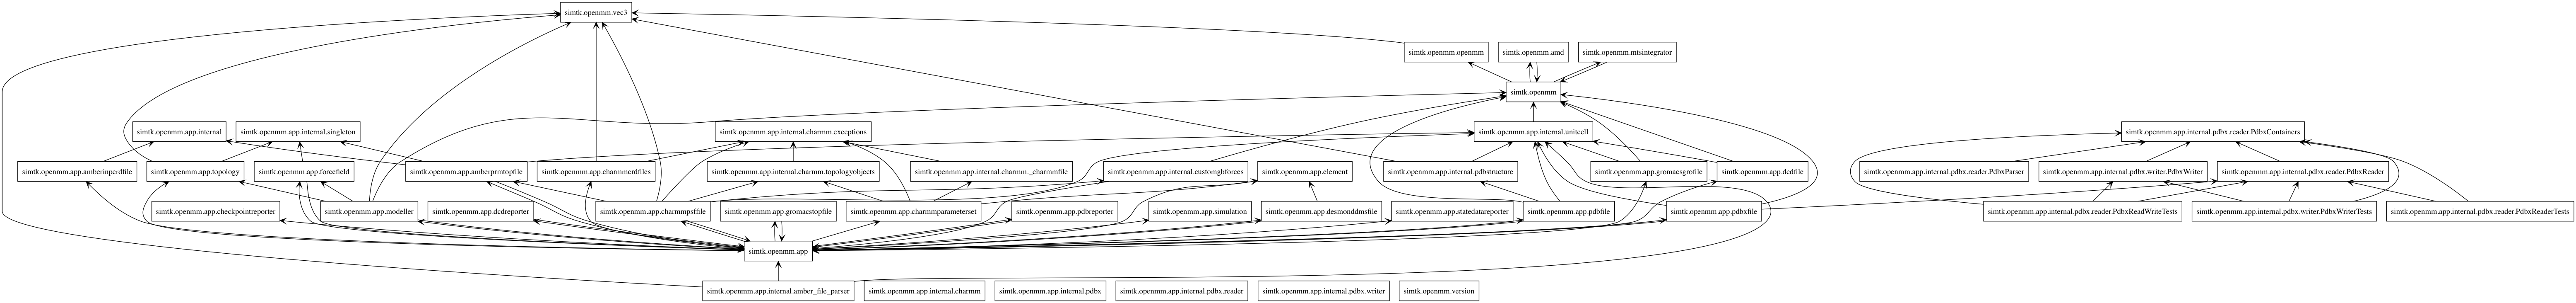 simtk.openmm.vec3
simtk.openmm.openmm
simtk.openmm.amd
simtk.openmm.mtsintegrator
simtk.openmm
simtk.openmm.app.internal
simtk.openmm.app.internal.singleton
simtk.openmm.app.internal.charmm.exceptions
simtk.openmm.app.internal.unitcell
simtk.openmm.app.internal.pdbx.reader.PdbxContainers
simtk.openmm.app.amberinpcrdfile
simtk.openmm.app.topology
simtk.openmm.app.forcefield
simtk.openmm.app.amberprmtopfile
simtk.openmm.app.charmmcrdfiles
simtk.openmm.app.internal.charmm.topologyobjects
simtk.openmm.app.internal.charmm._charmmfile
simtk.openmm.app.internal.customgbforces
simtk.openmm.app.element
simtk.openmm.app.internal.pdbstructure
simtk.openmm.app.gromacsgrofile
simtk.openmm.app.dcdfile
simtk.openmm.app.internal.pdbx.reader.PdbxParser
simtk.openmm.app.internal.pdbx.writer.PdbxWriter
simtk.openmm.app.internal.pdbx.reader.PdbxReader
simtk.openmm.app.checkpointreporter
simtk.openmm.app.modeller
simtk.openmm.app.dcdreporter
simtk.openmm.app.charmmpsffile
simtk.openmm.app.gromacstopfile
simtk.openmm.app.charmmparameterset
simtk.openmm.app.pdbreporter
simtk.openmm.app.simulation
simtk.openmm.app.desmonddmsfile
simtk.openmm.app.statedatareporter
simtk.openmm.app.pdbfile
simtk.openmm.app.pdbxfile
simtk.openmm.app.internal.pdbx.reader.PdbxReadWriteTests
simtk.openmm.app.internal.pdbx.writer.PdbxWriterTests
simtk.openmm.app.internal.pdbx.reader.PdbxReaderTests
simtk.openmm.app
simtk.openmm.app.internal.amber_file_parser
simtk.openmm.app.internal.charmm
simtk.openmm.app.internal.pdbx
simtk.openmm.app.internal.pdbx.reader
simtk.openmm.app.internal.pdbx.writer
simtk.openmm.version